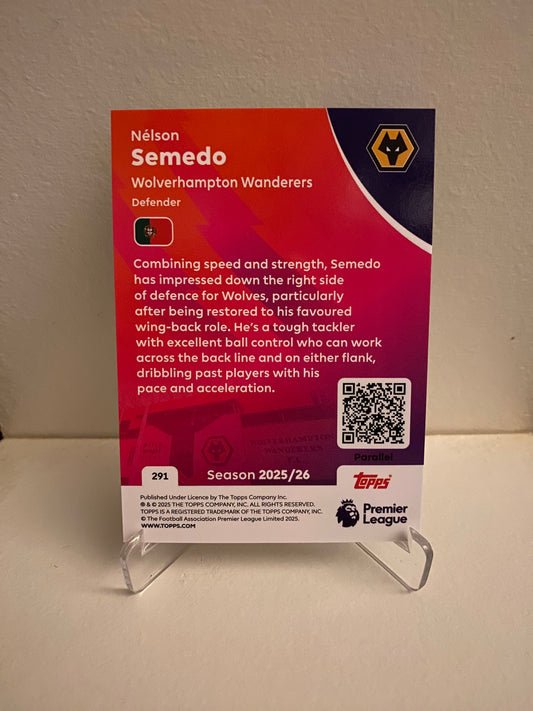 Nélson
Semedo
Wolverhampton Wanderers
Defender
Combining speed and strength, Semedo
has impressed down the right side
of defence for Wolves, particularly
after being restored to his favoured
wing-back role. He's a tough tackler
with excellent ball control who can work
across the back line and on either flank,
dribbling past players with his
pace and acceleration.
WOLVERHAMPTON
WANDERERS
Parallel
291
Season 2025/26
Topps
Published Under Licence by The Topps Company Inc.
® & © 2025 THE TOPPS COMPANY, INC. ALL RIGHTS RESERVED.
TOPPS IS A REGISTERED TRADEMARK OF THE TOPPS COMPANY, INC.
© The Football Association Premier League Limited 2025.
WWW.TOPPS.COM
Premier
League